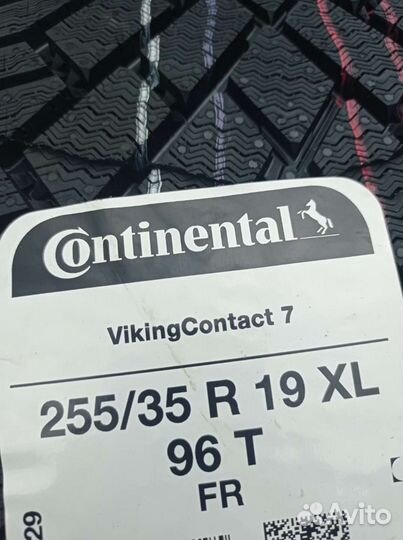 Continental
VikingContact 7
255/35 R 19 XL
96 T
FR
29
Avito